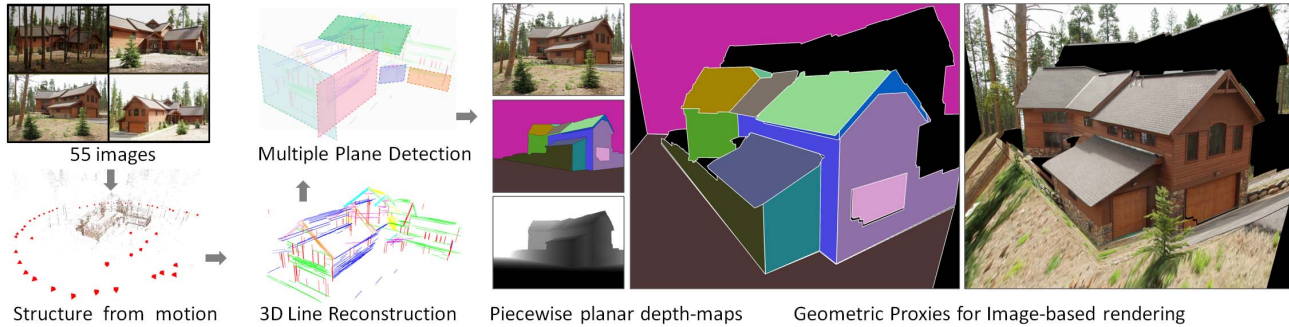 55 images
Multiple Plane Detection
Structure from motion
3D Line Reconstruction
Piecewise planar depth-maps
Geometric Proxies for Image-based rendering